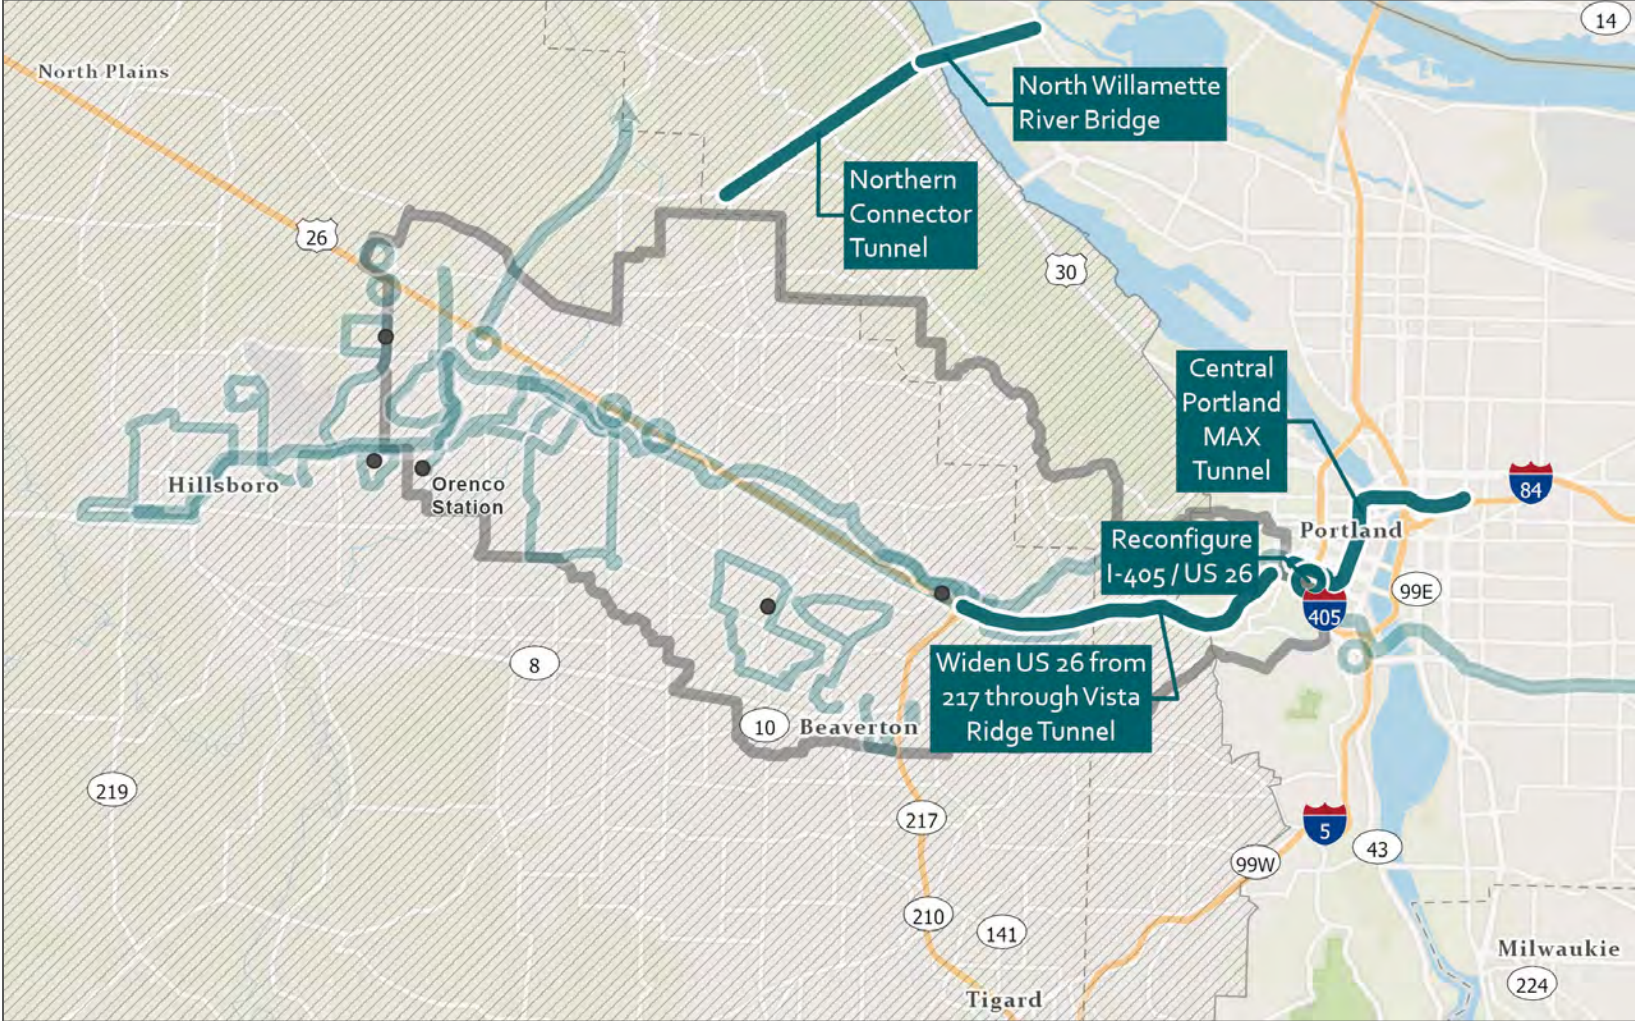 14
North Plains
North Willamette
River Bridge
Northern
Connector
Tunnel
26
30
Central
Portland
MAX
Tunnel
Hillsboro
Orenco
Station
84
Portland
Reconfigure
I-405 / US 26
99E
405
8
Widen US 26 from
217 through Vista
Ridge Tunnel
10
Beaverton
219
217
5
43
99W
210
141
Milwaukie
224
Tigard